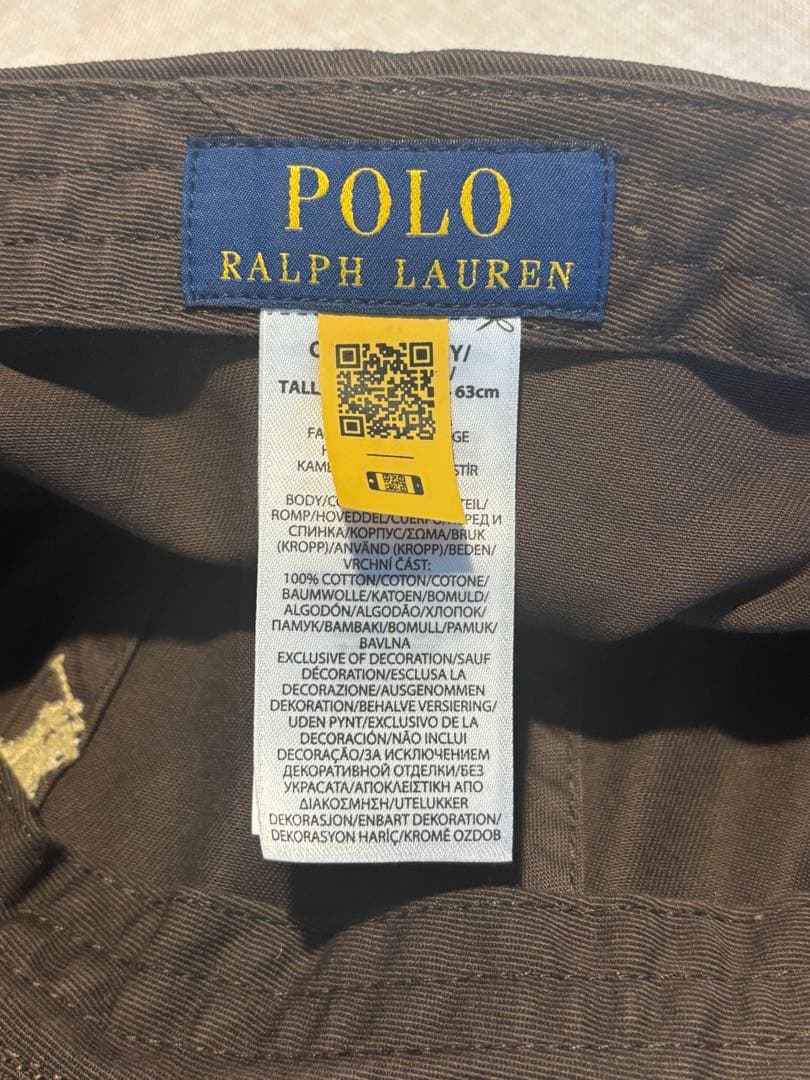 POLO
RALPH LAUREN
63cm
BODY/
ROMP/HOVEDDEL/CUERPO
СПИНКА/КОРПУС/ΣΩΜΑ/BRUK
(KROPP)/ANVÄND (KROPP)/BEDEN/
VRCHNÍ ČÁST:
100% COTTON/COTON/COTONE/
BAUMWOLLE/KATOEN/BOMULD/
ALGODÓN/ALGODÃO/ХЛОПОК/
ПАМУК/BAMBAKI/BOMULL/PAMUK/
BAVLNA
EXCLUSIVE OF DECORATION/SAUF
DÉCORATION/ESCLUSA LA
DECORAZIONE/AUSGENOMMEN
DEKORATION/BEHALVE VERSIERING/
UDEN PYNT/EXCLUSIVO DE LA
DECORACIÓN/NÃO INCLUI
DECORAÇÃO/ЗА ИСКЛЮЧЕНИЕМ
ДЕКОРАТИВНОЙ ОТДЕЛКИ/БЕЗ
УКРАСАТА/ΑΠΟΚΛΕΙΣΤΙΚΗ ΑΠΟ
ΔΙΑΚΟΣΜΗΣΗ/UTELUKKER
DEKORASJON/ENBART DEKORATION/
DEKORASYON HARİÇ/KROMĚ OZDOB